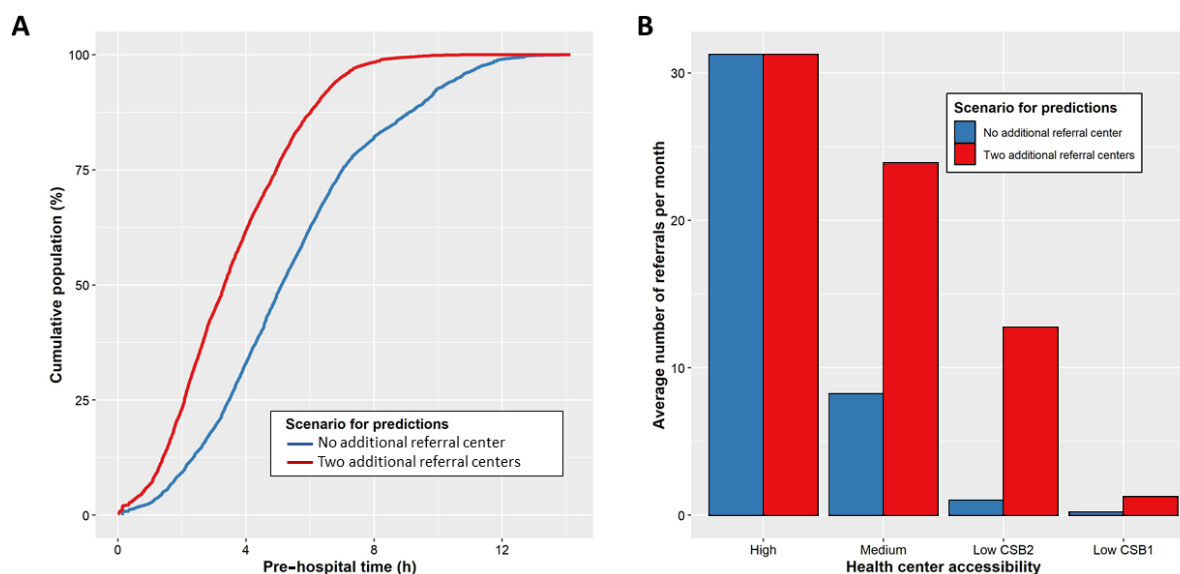 A
Cumulative population (%)
100
75
50
25
0
0
4
8
12
Pre-hospital time (h)
Scenario for predictions
No additional referral center
Two additional referral centers
B
Average number of referrals per month
30
20
10
0
High
Medium
Low CSB2
Low CSB1
Health center accessibility
Scenario for predictions
No additional referral center
Two additional referral centers